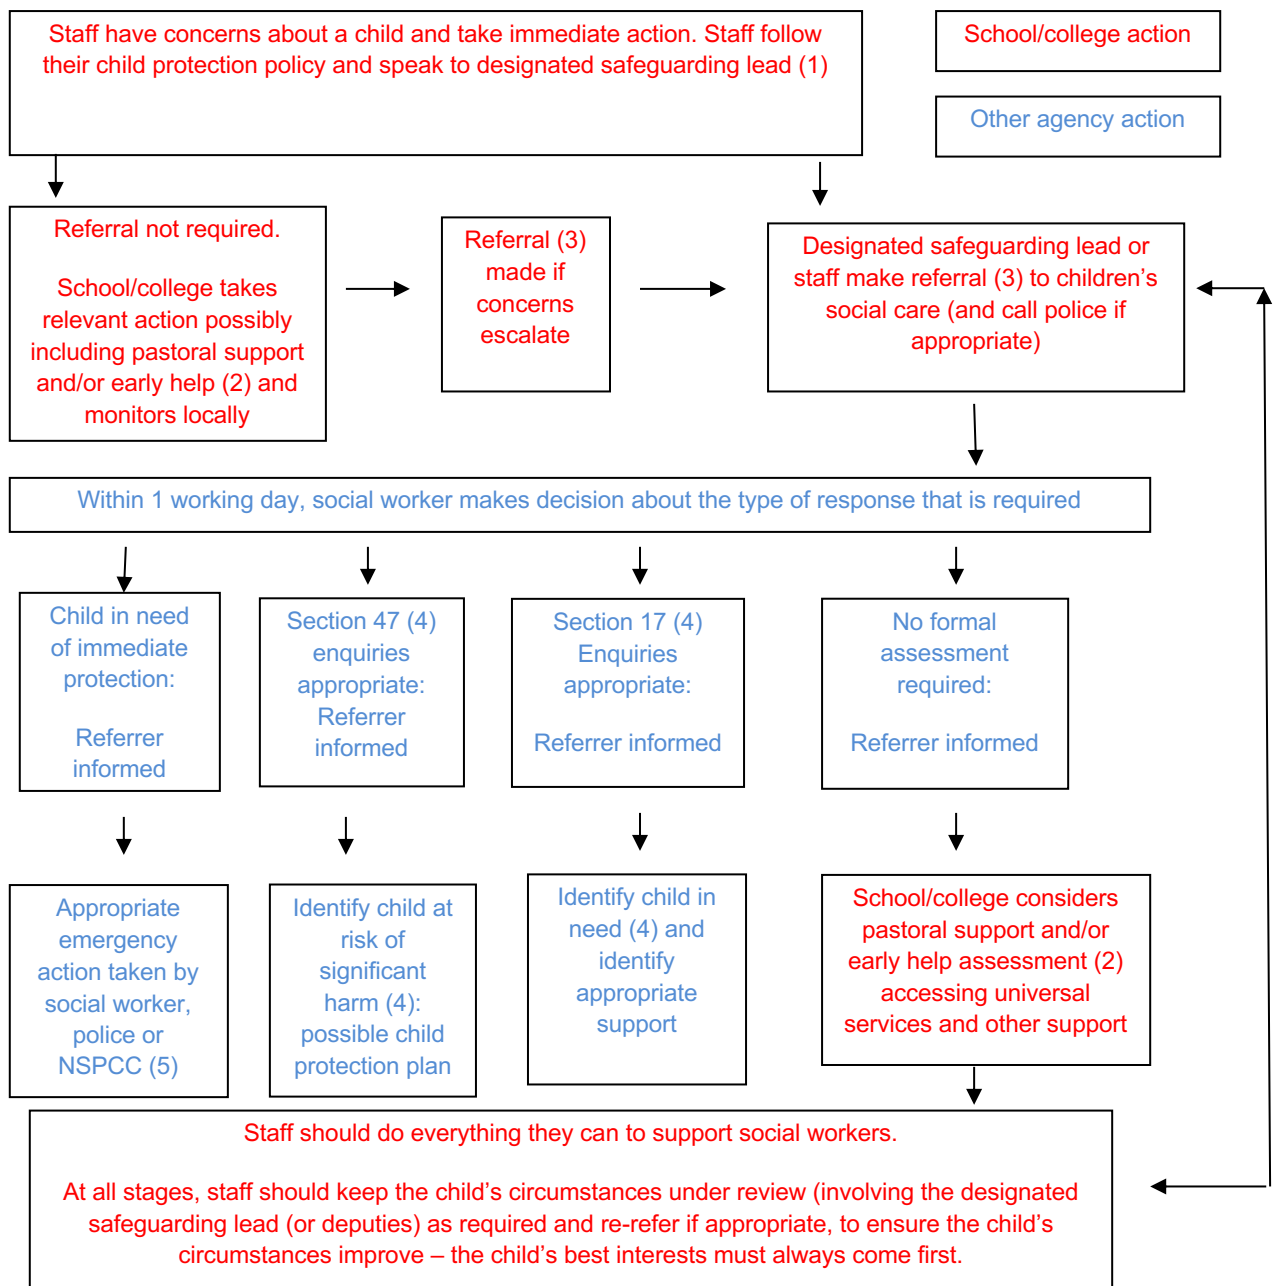 Staff have concerns about a child and take immediate action. Staff follow
their child protection policy and speak to designated safeguarding lead (1)
School/college action
Other agency action
Referral not required.
School/college takes
relevant action possibly
including pastoral support
and/or early help (2) and
monitors locally
Referral (3)
made if
concerns
escalate
Designated safeguarding lead or
staff make referral (3) to children’s
social care (and call police if
appropriate)
Within 1 working day, social worker makes decision about the type of response that is required
Child in need
of immediate
protection:
Referrer
informed
Section 47 (4)
enquiries
appropriate:
Referrer
informed
Section 17 (4)
Enquiries
appropriate:
Referrer informed
No formal
assessment
required:
Referrer informed
Appropriate
emergency
action taken by
social worker,
police or
NSPCC (5)
Identify child at
risk of
significant
harm (4):
possible child
protection plan
Identify child in
need (4) and
identify
appropriate
support
School/college considers
pastoral support and/or
early help assessment (2)
accessing universal
services and other support
Staff should do everything they can to support social workers.
At all stages, staff should keep the child’s circumstances under review (involving the designated
safeguarding lead (or deputies) as required and re-refer if appropriate, to ensure the child’s
circumstances improve – the child’s best interests must always come first.